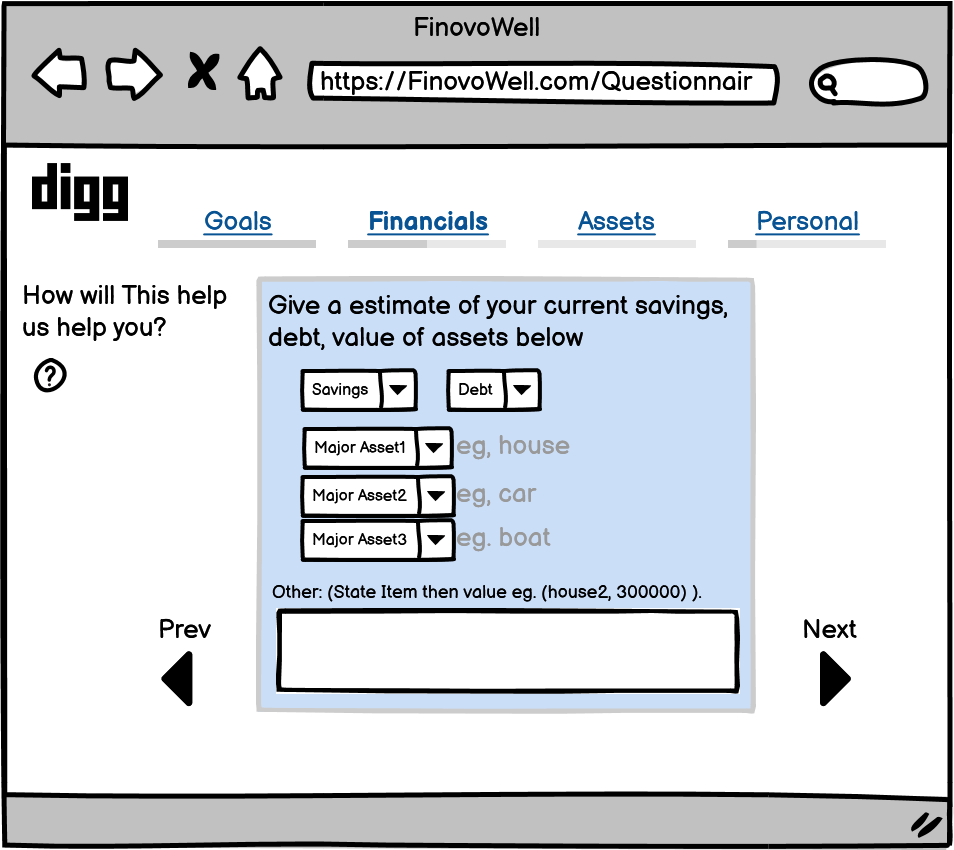 FinovoWell
https://FinovoWell.com/Questionnair
digg
Goals
Financials
Assets
Personal
How will This help
us help you?
?
Give a estimate of your current savings,
debt, value of assets below
Savings
Debt
Major Asset1
eg, house
Major Asset2
eg, car
Major Asset3
eg. boat
Other: (State Item then value eg. (house2, 300000) ).
Prev
Next